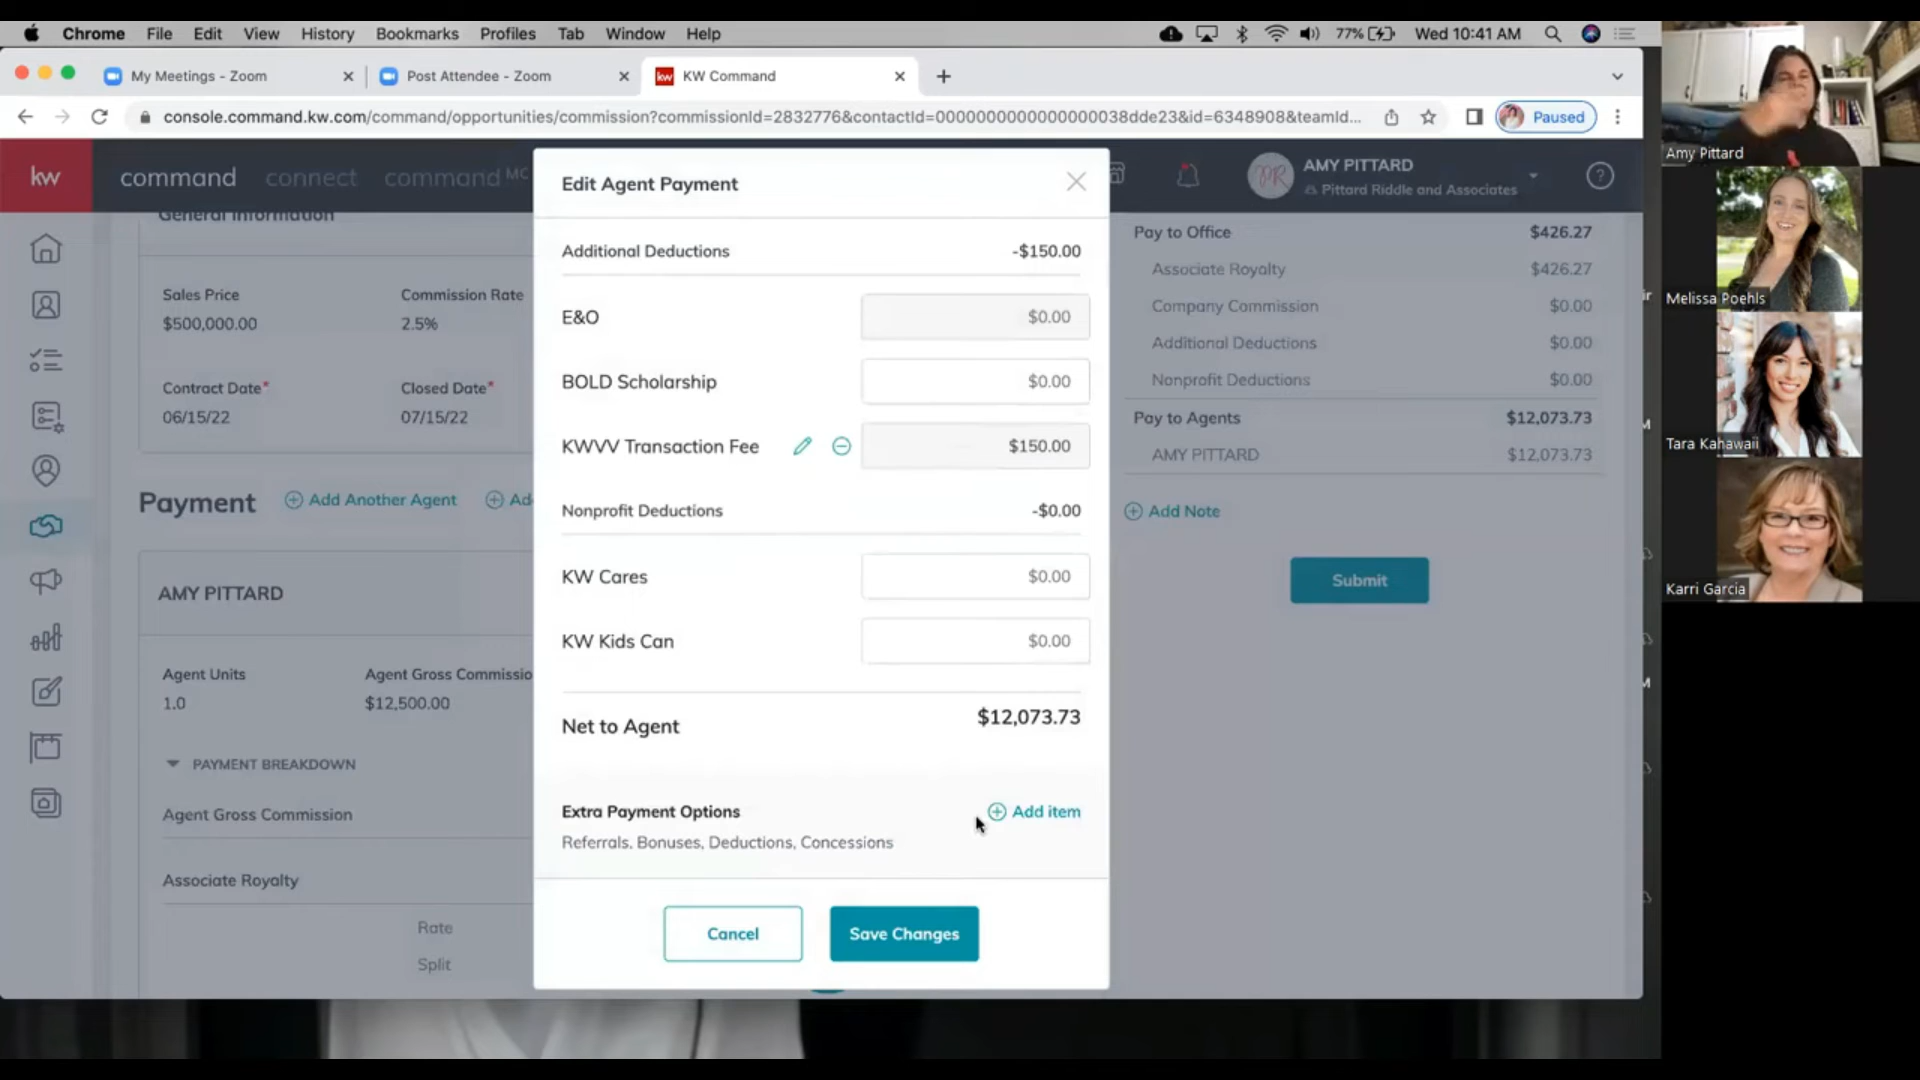 Chrome File Edit View History Bookmarks Profiles Tab Window Help 77% Wed 10:41 AM
My Meetings - Zoom Post Attendee - Zoom kw KW Command
console.command.kw.com/command/opportunities/commission?commissionId=2832776&contactId=0000000000000000038dde23&id=6348908&teamId... Paused
kw command connect command MC
AMY PITTARD
Pittard Riddle and Associates
General Information
Sales Price Commission Rate
$500,000.00 2.5%
Contract Date* Closed Date*
06/15/22 07/15/22
Payment Add Another Agent Ad
AMY PITTARD
Agent Units Agent Gross Commissio
1.0 $12,500.00
PAYMENT BREAKDOWN
Agent Gross Commission
Associate Royalty
Rate
Split
Edit Agent Payment
Additional Deductions -$150.00
E&O $0.00
BOLD Scholarship $0.00
KWVV Transaction Fee $150.00
Nonprofit Deductions -$0.00
KW Cares $0.00
KW Kids Can $0.00
Net to Agent $12,073.73
Extra Payment Options Add item
Referrals, Bonuses, Deductions, Concessions
Cancel Save Changes
Pay to Office $426.27
Associate Royalty $426.27
Company Commission $0.00
Additional Deductions $0.00
Nonprofit Deductions $0.00
Pay to Agents $12,073.73
AMY PITTARD $12,073.73
Add Note
Submit
Amy Pittard
Melissa Poehls
Tara Kahawaii
Karri Garcia